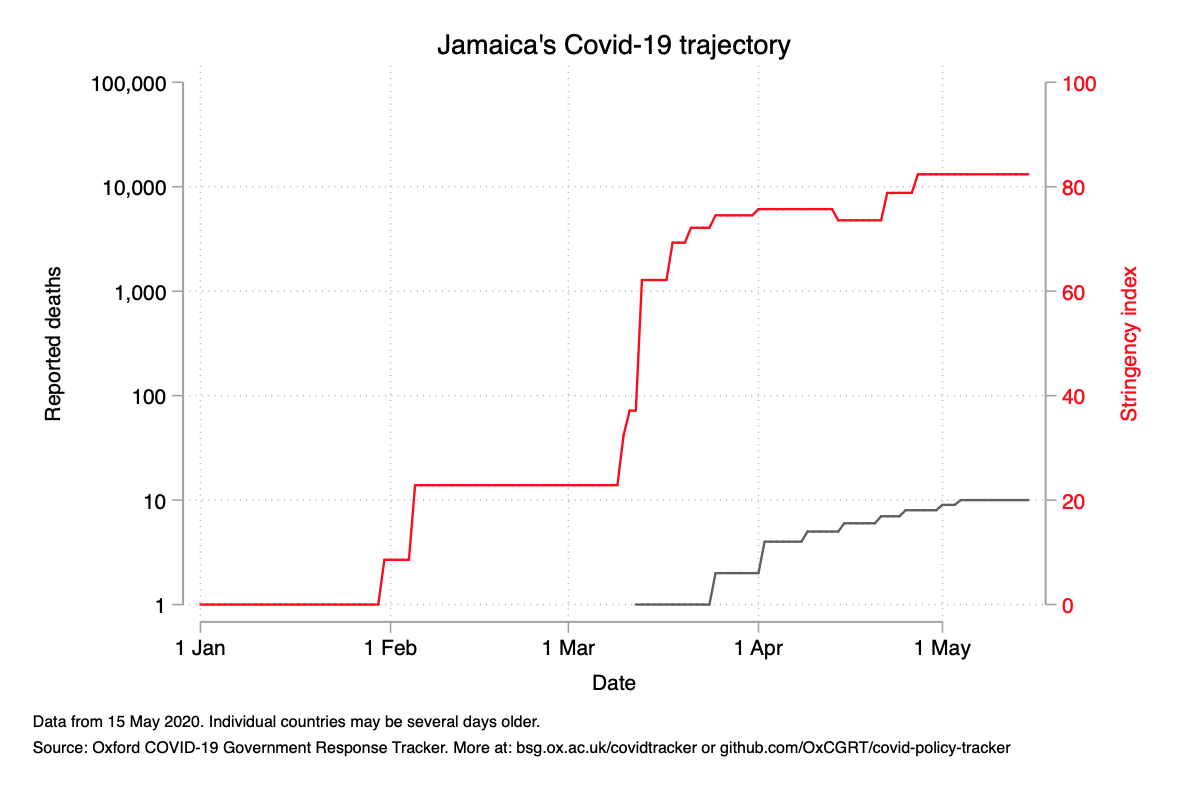 Jamaica's Covid-19 trajectory
100,000
10,000
1,000
100
10
1
Reported deaths
100
80
60
40
20
0
Stringency index
1 Jan 1 Feb 1 Mar 1 Apr 1 May
Date
Data from 15 May 2020. Individual countries may be several days older.
Source: Oxford COVID-19 Government Response Tracker. More at: bsg.ox.ac.uk/covidtracker or github.com/OxCGRT/covid-policy-tracker